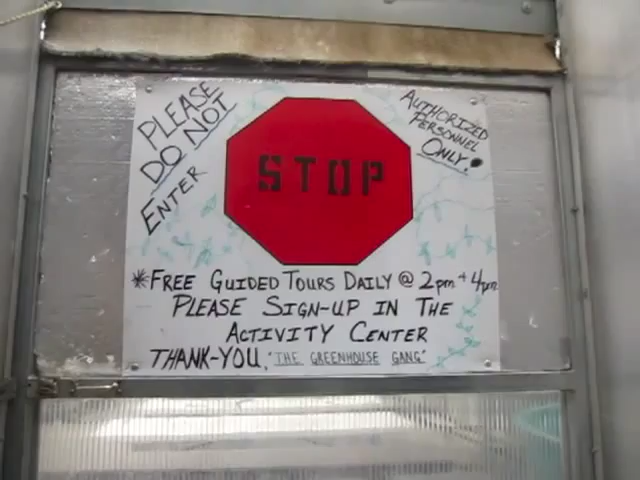 PLEASE
DO NOT
ENTER
AUTHORIZED
PERSONNEL
ONLY!
STOP
*FREE GUIDED TOURS DAILY @ 2pm + 4pm
PLEASE SIGN-UP IN THE
ACTIVITY CENTER
THANK-YOU, "THE GREENHOUSE GANG"